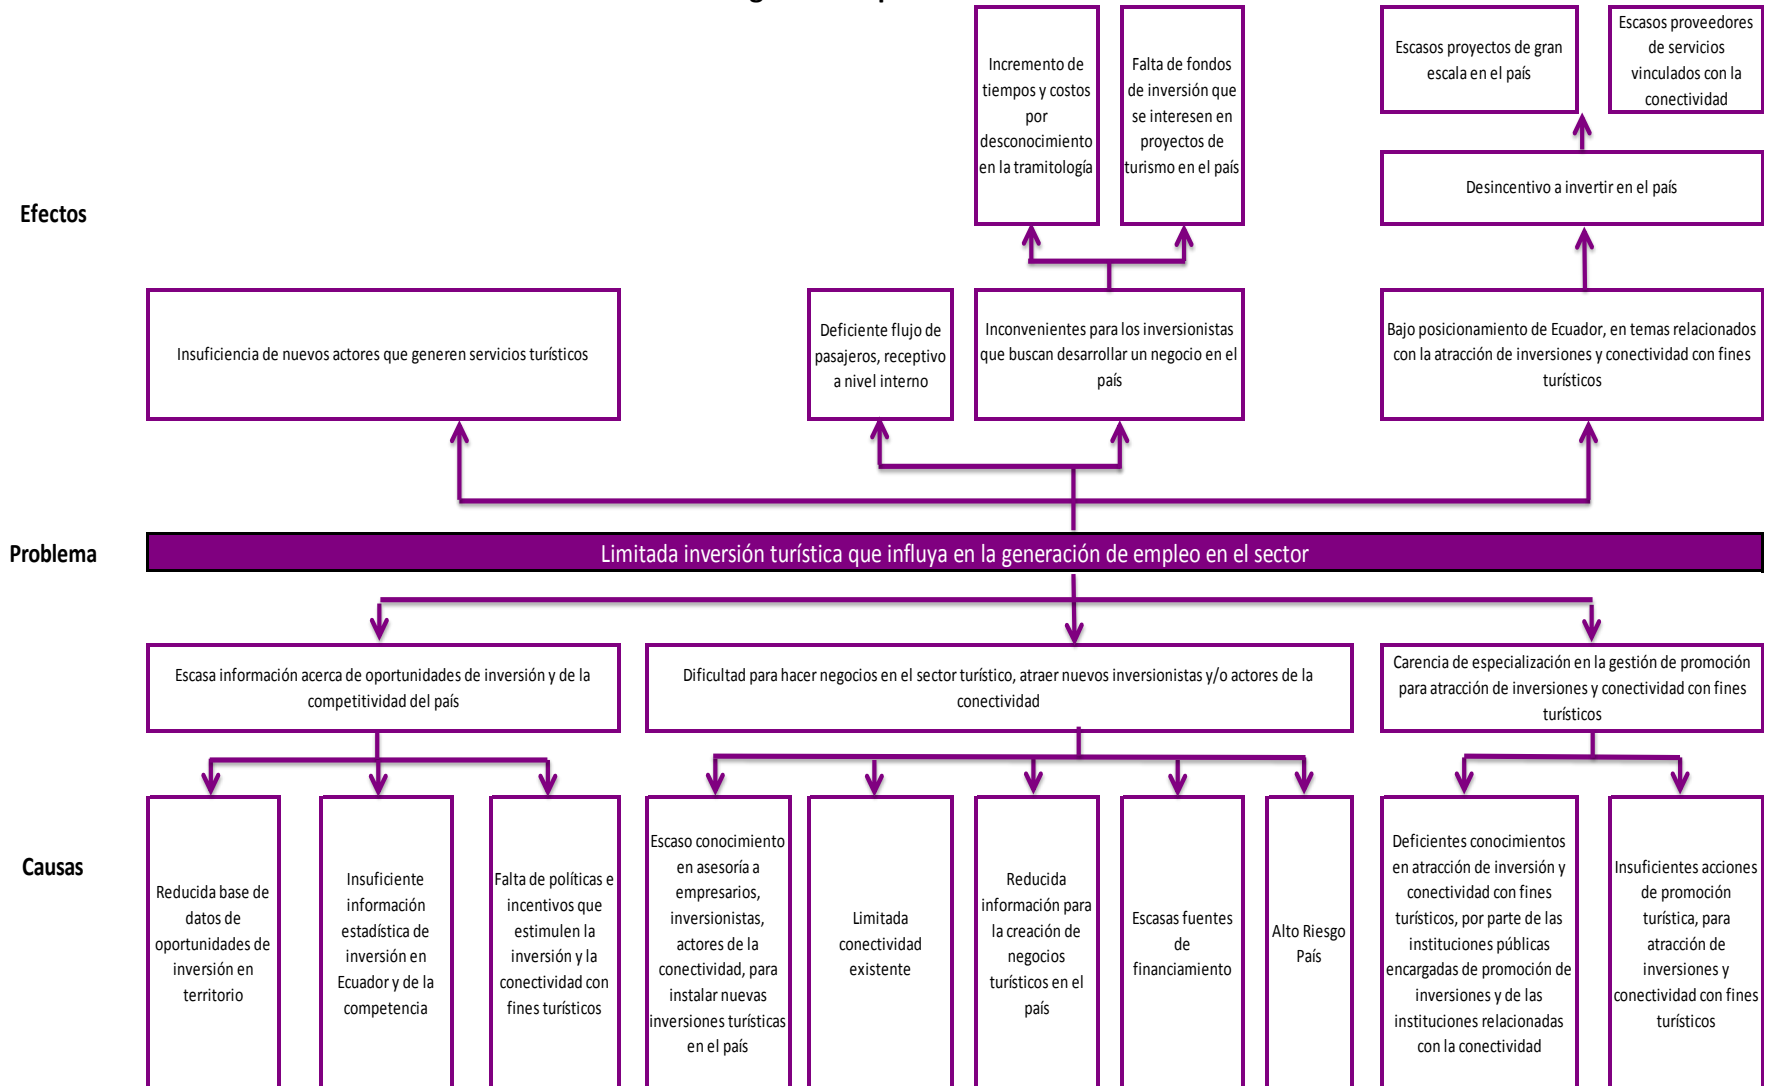 Incremento de
tiempos y costos
por
desconocimiento
en la tramitología
Falta de fondos
de inversión que
se interesen en
proyectos de
turismo en el país
Escasos proyectos de gran
escala en el país
Escasos proveedores
de servicios
vinculados con la
conectividad
Desincentivo a invertir en el país
Efectos
Insuficiencia de nuevos actores que generen servicios turísticos
Deficiente flujo de
pasajeros, receptivo
a nivel interno
Inconvenientes para los inversionistas
que buscan desarrollar un negocio en el
país
Bajo posicionamiento de Ecuador, en temas relacionados
con la atracción de inversiones y conectividad con fines
turísticos
Problema
Limitada inversión turística que influya en la generación de empleo en el sector
Escasa información acerca de oportunidades de inversión y de la
competitividad del país
Dificultad para hacer negocios en el sector turístico, atraer nuevos inversionistas y/o actores de la
conectividad
Carencia de especialización en la gestión de promoción
para atracción de inversiones y conectividad con fines
turísticos
Causas
Reducida base de
datos de
oportunidades de
inversión en
territorio
Insuficiente
información
estadística de
inversión en
Ecuador y de la
competencia
Falta de políticas e
incentivos que
estimulen la
inversión y la
conectividad con
fines turísticos
Escaso conocimiento
en asesoría a
empresarios,
inversionistas,
actores de la
conectividad, para
instalar nuevas
inversiones turísticas
en el país
Limitada
conectividad
existente
Reducida
información para
la creación de
negocios
turísticos en el
país
Escasas fuentes
de
financiamiento
Alto Riesgo
País
Deficientes conocimientos
en atracción de inversión y
conectividad con fines
turísticos, por parte de las
instituciones públicas
encargadas de promoción de
inversiones y de las
instituciones relacionadas
con la conectividad
Insuficientes acciones
de promoción
turística, para
atracción de
inversiones y
conectividad con fines
turísticos